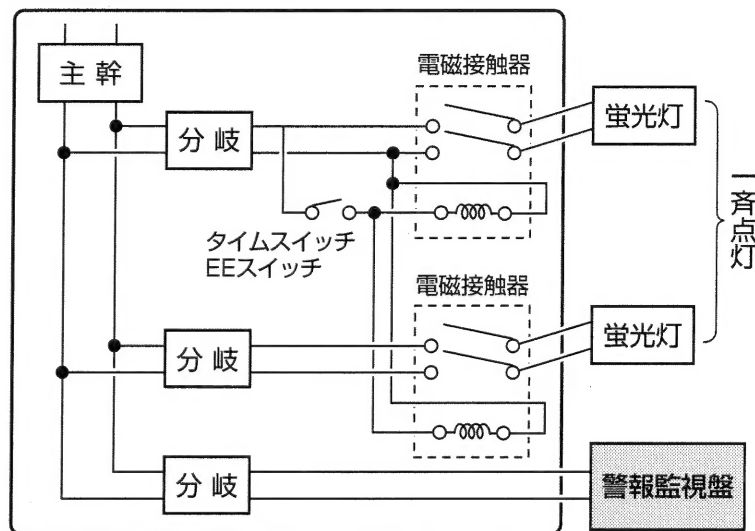 主幹
電磁接触器
分岐
蛍光灯
一斉点灯
タイムスイッチ
EEスイッチ
電磁接触器
分岐
蛍光灯
分岐
警報監視盤